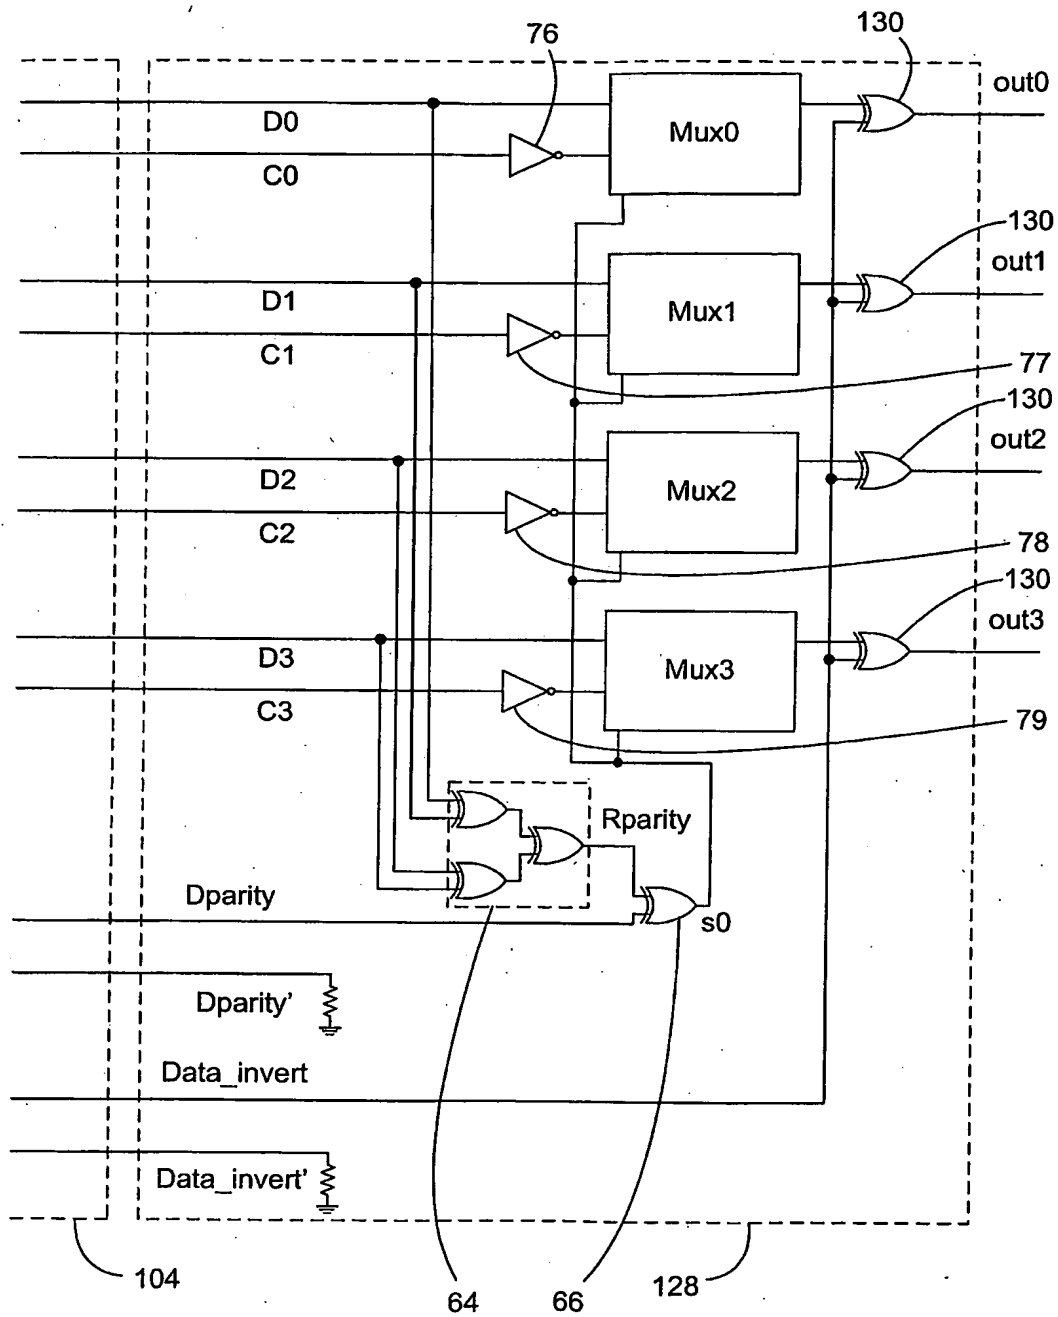 76
130
out0
D0
Mux0
C0
130
out1
D1
Mux1
C1
77
130
out2
D2
Mux2
C2
78
130
out3
D3
Mux3
C3
79
Rparity
Dparity
s0
Dparity'
Data_invert
Data_invert'
104
64
66
128